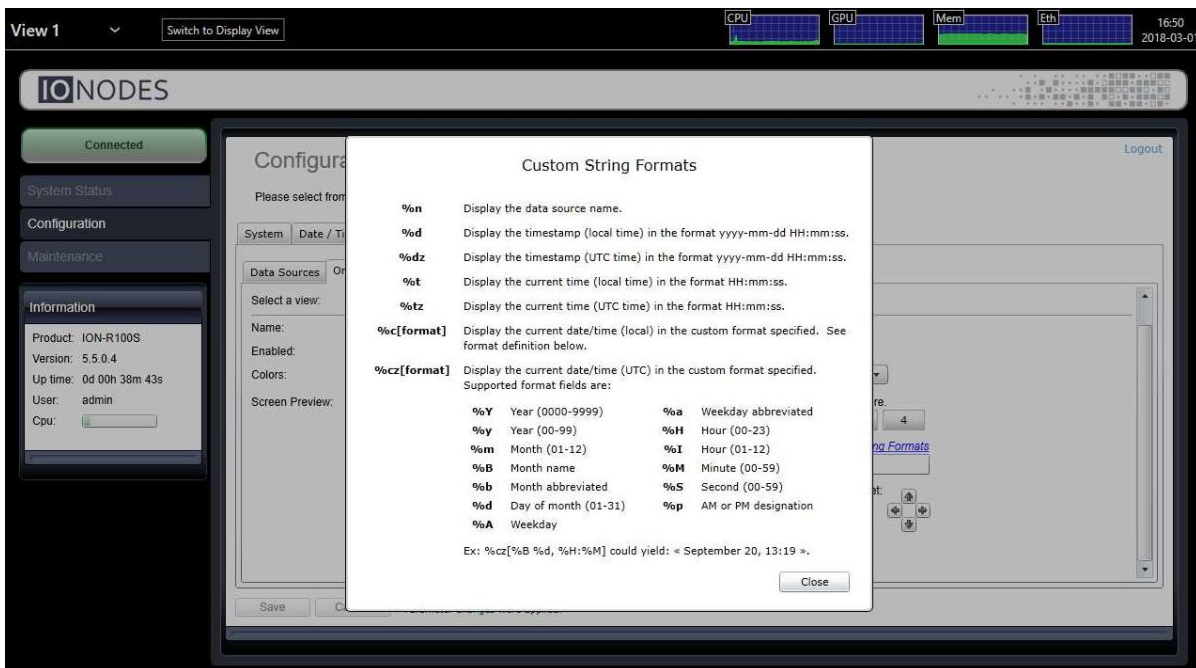 View 1
Switch to Display View
CPU
GPU
Mem
Eth
16:50
2018-03-01
IONODES
Connected
System Status
Configuration
Maintenance
Information
Product: ION-R100S
Version: 5.5.0.4
Up time: 0d 00h 38m 43s
User: admin
Cpu:
Logout
Please select from
System
Data Sources
Select a view:
Name:
Enabled:
Colors:
Screen Preview:
4
Save
Custom String Formats
%n Display the data source name.
%d Display the timestamp (local time) in the format yyyy-mm-dd HH:mm:ss.
%dz Display the timestamp (UTC time) in the format yyyy-mm-dd HH:mm:ss.
%t Display the current time (local time) in the format HH:mm:ss.
%tz Display the current time (UTC time) in the format HH:mm:ss.
%c[format] Display the current date/time (local) in the custom format specified. See
format definition below.
%cz[format] Display the current date/time (UTC) in the custom format specified.
Supported format fields are:
%Y Year (0000-9999) %a Weekday abbreviated
%y Year (00-99) %H Hour (00-23)
%m Month (01-12) %I Hour (01-12)
%B Month name %M Minute (00-59)
%b Month abbreviated %S Second (00-59)
%d Day of month (01-31) %p AM or PM designation
%A Weekday
Ex: %cz[%B %d, %H:%M] could yield: « September 20, 13:19 ».
Close